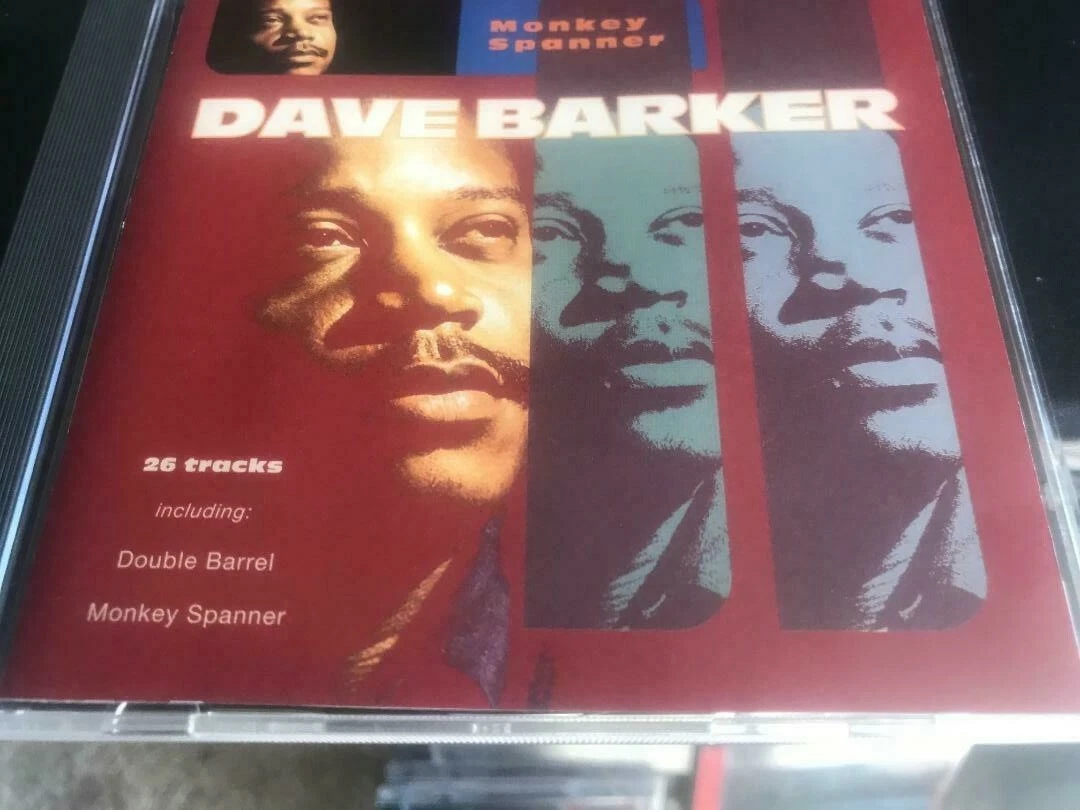 Monkey
Spanner
DAVE BARKER
26 tracks
including:
Double Barrel
Monkey Spanner